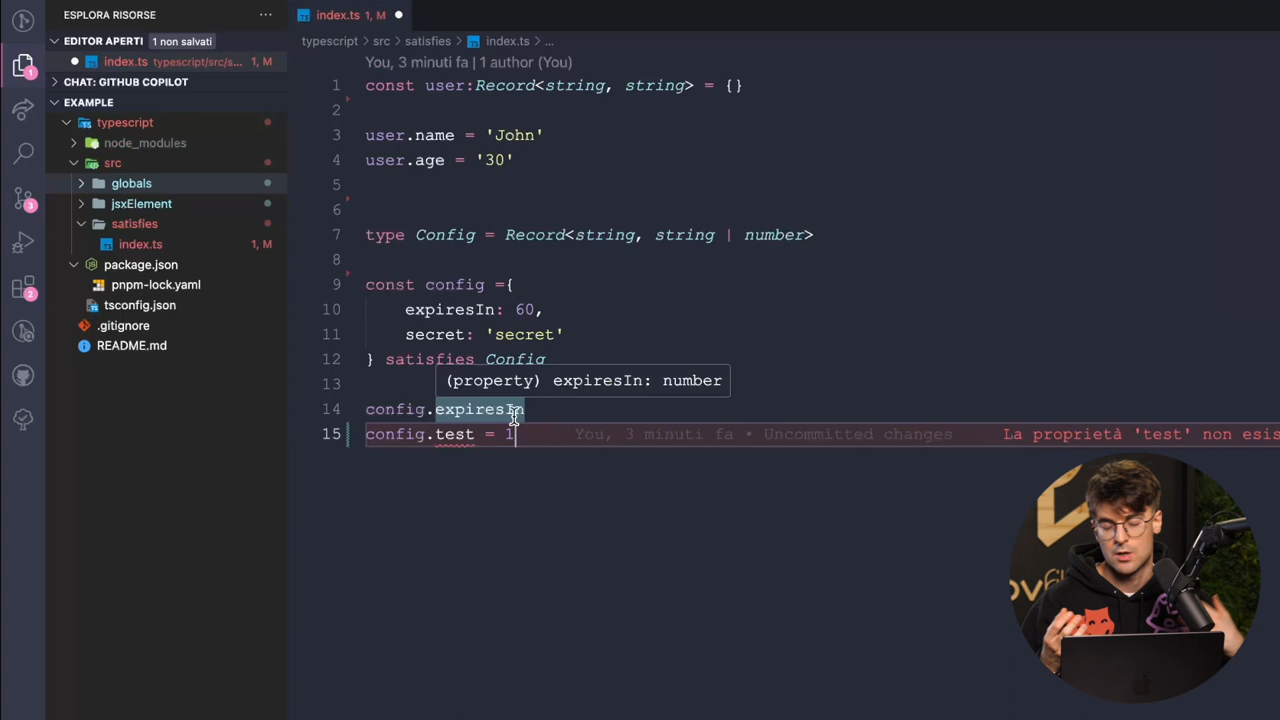 ESPLORA RISORSE
EDITOR APERTI 1 non salvati
index.ts typescript/src/s... 1, M
CHAT: GITHUB COPILOT
EXAMPLE
typescript
node_modules
src
globals
jsxElement
satisfies
index.ts 1, M
package.json
pnpm-lock.yaml
tsconfig.json
.gitignore
README.md
1
3
2
index.ts 1, M
typescript > src > satisfies > index.ts > ...
You, 3 minuti fa | 1 author (You)
1 const user:Record<string, string> = {}
2
3 user.name = 'John'
4 user.age = '30'
5
6
7 type Config = Record<string, string | number>
8
9 const config ={
10 expiresIn: 60,
11 secret: 'secret'
12 } satisfies Config
(property) expiresIn: number
13
14 config.expiresIn
15 config.test = 1 You, 3 minuti fa • Uncommitted changes La proprietà 'test' non esis